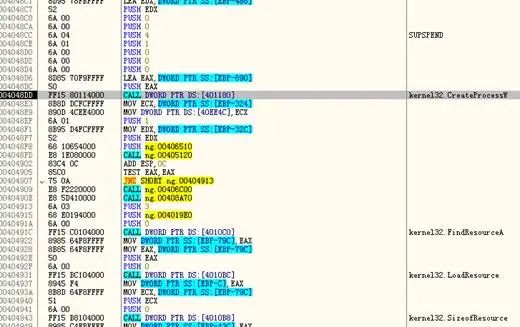 004048C1 8D95 78FBFFFF LEA EDX,DWORD PTR SS:[EBP-488]
004048C7 52 PUSH EDX
004048C8 6A 00 PUSH 0
004048CA 6A 00 PUSH 0
004048CC 6A 04 PUSH 4 SUPSPEND
004048CE 6A 01 PUSH 1
004048D0 6A 00 PUSH 0
004048D2 6A 00 PUSH 0
004048D4 6A 00 PUSH 0
004048D6 8D85 70F9FFFF LEA EAX,DWORD PTR SS:[EBP-690]
004048DC 50 PUSH EAX
004048DD FF15 80114000 CALL DWORD PTR DS:[401180] kernel32.CreateProcessW
004048E3 8B8D DCFCFFFF MOV ECX,DWORD PTR SS:[EBP-324]
004048E9 890D 4CEE4000 MOV DWORD PTR DS:[40EE4C],ECX
004048EF 6A 01 PUSH 1
004048F1 8B95 D4FCFFFF MOV EDX,DWORD PTR SS:[EBP-32C]
004048F7 52 PUSH EDX
004048F8 68 10654000 PUSH ng.00406510
004048FD E8 1E080000 CALL ng.00405120
00404902 83C4 0C ADD ESP,0C
00404905 85C0 TEST EAX,EAX
00404907 75 0A JNZ SHORT ng.00404913
00404909 E8 F2220000 CALL ng.00406C00
0040490E E8 5D410000 CALL ng.00408A70
00404913 6A 03 PUSH 3
00404915 68 E0194000 PUSH ng.004019E0
0040491A 6A 00 PUSH 0
0040491C FF15 C0104000 CALL DWORD PTR DS:[4010C0] kernel32.FindResourceA
00404922 8985 64F8FFFF MOV DWORD PTR SS:[EBP-79C],EAX
00404928 8B85 64F8FFFF MOV EAX,DWORD PTR SS:[EBP-79C]
0040492E 50 PUSH EAX
0040492F 6A 00 PUSH 0
00404931 FF15 BC104000 CALL DWORD PTR DS:[4010BC] kernel32.LoadResource
00404937 8945 F4 MOV DWORD PTR SS:[EBP-C],EAX
0040493A 8B8D 64F8FFFF MOV ECX,DWORD PTR SS:[EBP-79C]
00404940 51 PUSH ECX
00404941 6A 00 PUSH 0
00404943 FF15 B8104000 CALL DWORD PTR DS:[4010B8] kernel32.SizeofResource